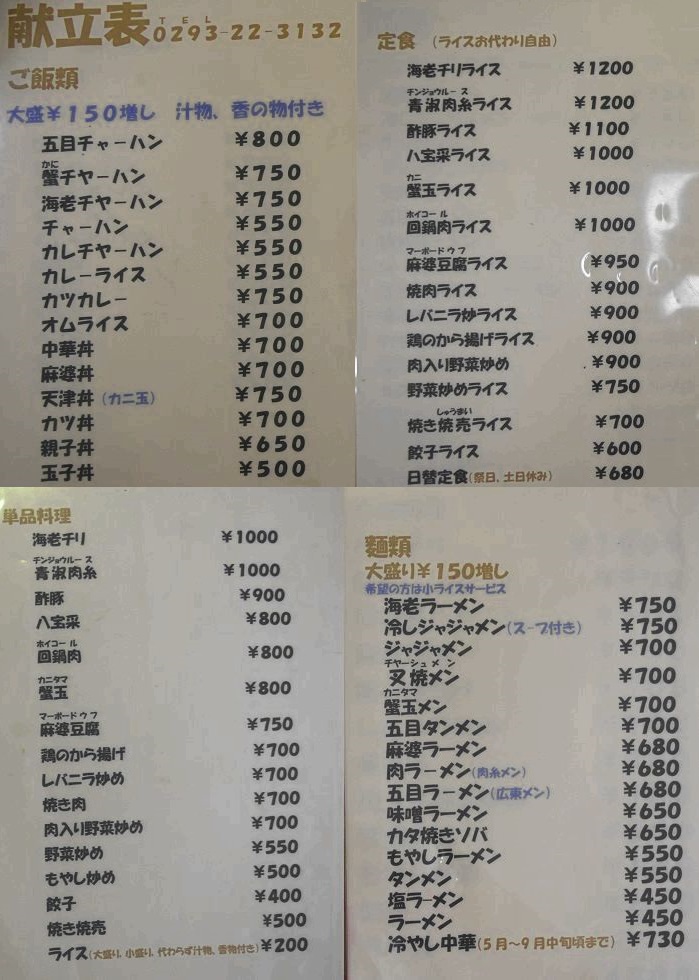 献立表 TEL 0293-22-3132
ご飯類
大盛¥150増し 汁物、香の物付き
五目チャーハン ¥800
かに
蟹チヤーハン ¥750
海老チヤーハン ¥750
チャーハン ¥550
カレチヤーハン ¥550
カレーライス ¥550
カツカレー ¥750
オムライス ¥700
中華丼 ¥700
麻婆丼 ¥700
天津丼(カニ玉) ¥750
カツ丼 ¥700
親子丼 ¥650
玉子丼 ¥500
定食 (ライスお代わり自由)
海老チリライス ¥1200
チンジョウルース
青淑肉糸ライス ¥1200
酢豚ライス ¥1100
八宝采ライス ¥1000
カニ
蟹玉ライス ¥1000
ホイコール
回鍋肉ライス ¥1000
マーボードウフ
麻婆豆腐ライス ¥950
焼肉ライス ¥900
レバニラ炒ライス ¥900
鶏のから揚げライス ¥900
肉入り野菜炒め ¥900
野菜炒めライス ¥750
しゅうまい
焼き焼売ライス ¥700
餃子ライス ¥600
日替定食(祭日、土日休み) ¥680
単品料理
海老チリ ¥1000
チンジョウルース
青淑肉糸 ¥1000
酢豚 ¥900
八宝采 ¥800
ホイコール
回鍋肉 ¥800
カニタマ
蟹玉 ¥800
マーボードウフ
麻婆豆腐 ¥750
鶏のから揚げ ¥700
レバニラ炒め ¥700
焼き肉 ¥700
肉入り野菜炒め ¥700
野菜炒め ¥550
もやし炒め ¥500
餃子 ¥400
焼き焼売 ¥500
ライス(大盛り、小盛り、代わらず汁物、香物付き) ¥200
麺類
大盛り¥150増し
希望の方は小ライスサービス
海老ラーメン ¥750
冷しジャジャメン(スープ付き) ¥750
ジャジャメン ¥700
チヤーシュメン
叉焼メン ¥700
カニタマ
蟹玉メン ¥700
五目タンメン ¥700
麻婆ラーメン ¥680
肉ラーメン(肉糸メン) ¥680
五目ラーメン(広東メン) ¥680
味噌ラーメン ¥650
カタ焼きソバ ¥650
もやしラーメン ¥550
タンメン ¥550
塩ラーメン ¥450
ラーメン ¥450
冷やし中華(5月〜9月中旬頃まで) ¥730